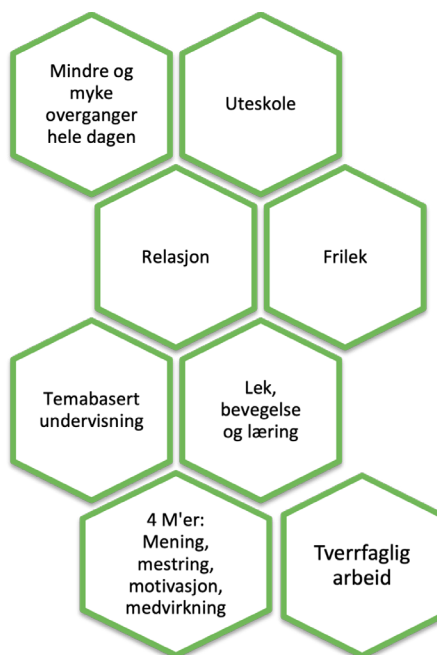 Mindre og
myke
overganger
hele dagen
Uteskole
Relasjon
Frilek
Temabasert
undervisning
Lek,
bevegelse
og læring
4 M'er:
Mening,
mestring,
motivasjon,
medvirkning
Tverrfaglig
arbeid